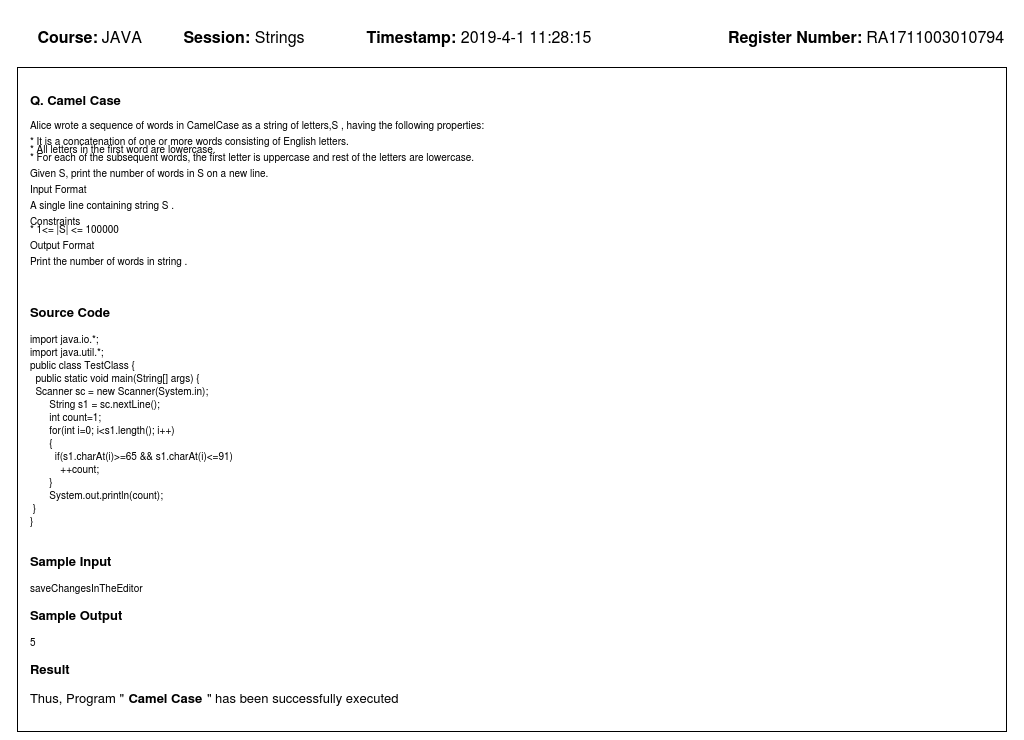 Course: JAVA Session: Strings Timestamp: 2019-4-1 11:28:15 Register Number: RA1711003010794
Q. Camel Case
Alice wrote a sequence of words in CamelCase as a string of letters,S , having the following properties:
* It is a concatenation of one or more words consisting of English letters.
* All letters in the first word are lowercase.
* For each of the subsequent words, the first letter is uppercase and rest of the letters are lowercase.
Given S, print the number of words in S on a new line.
Input Format
A single line containing string S .
Constraints
* 1<= |S| <= 100000
Output Format
Print the number of words in string .
Source Code
import java.io.*;
import java.util.*;
public class TestClass {
public static void main(String[] args) {
Scanner sc = new Scanner(System.in);
String s1 = sc.nextLine();
int count=1;
for(int i=0; i<s1.length(); i++)
{
if(s1.charAt(i)>=65 && s1.charAt(i)<=91)
++count;
}
System.out.println(count);
}
}
Sample Input
saveChangesInTheEditor
Sample Output
5
Result
Thus, Program " Camel Case " has been successfully executed